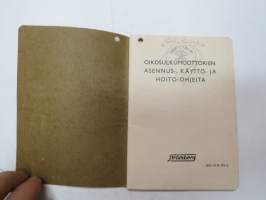 OIKOSULKUMOOTTORIEN
ASENNUS-, KÄYTTÖ- JA
HOITO-OHJEITA
Strömberg